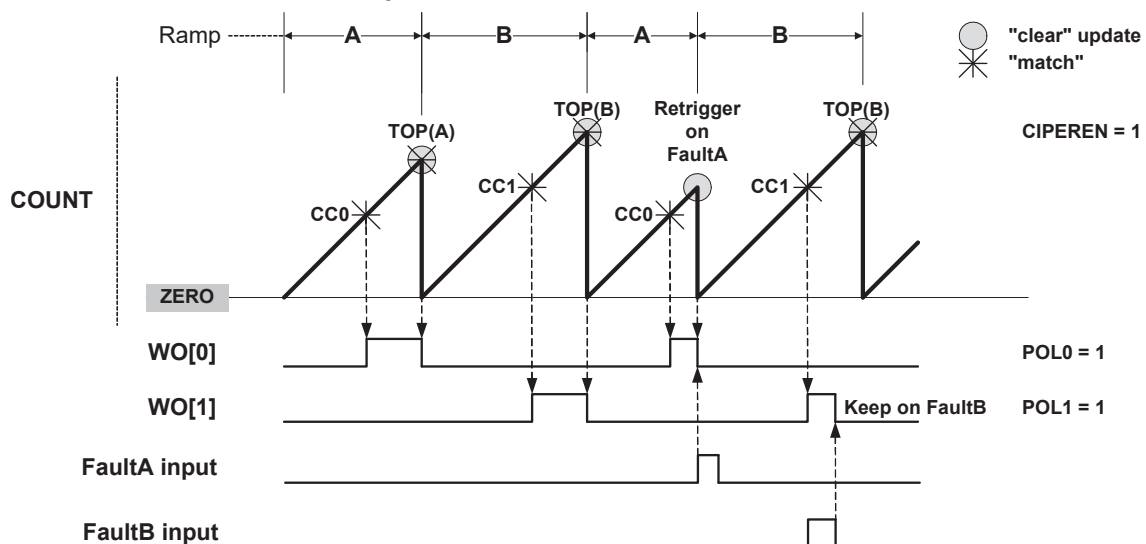 Ramp A B A B
"clear" update
"match"
TOP(A)
TOP(B)
Retrigger
on
FaultA
TOP(B)
CIPEREN = 1
COUNT
CC0
CC1
CC0
CC1
ZERO
WO[0]
POL0 = 1
WO[1]
Keep on FaultB
POL1 = 1
FaultA input
FaultB input